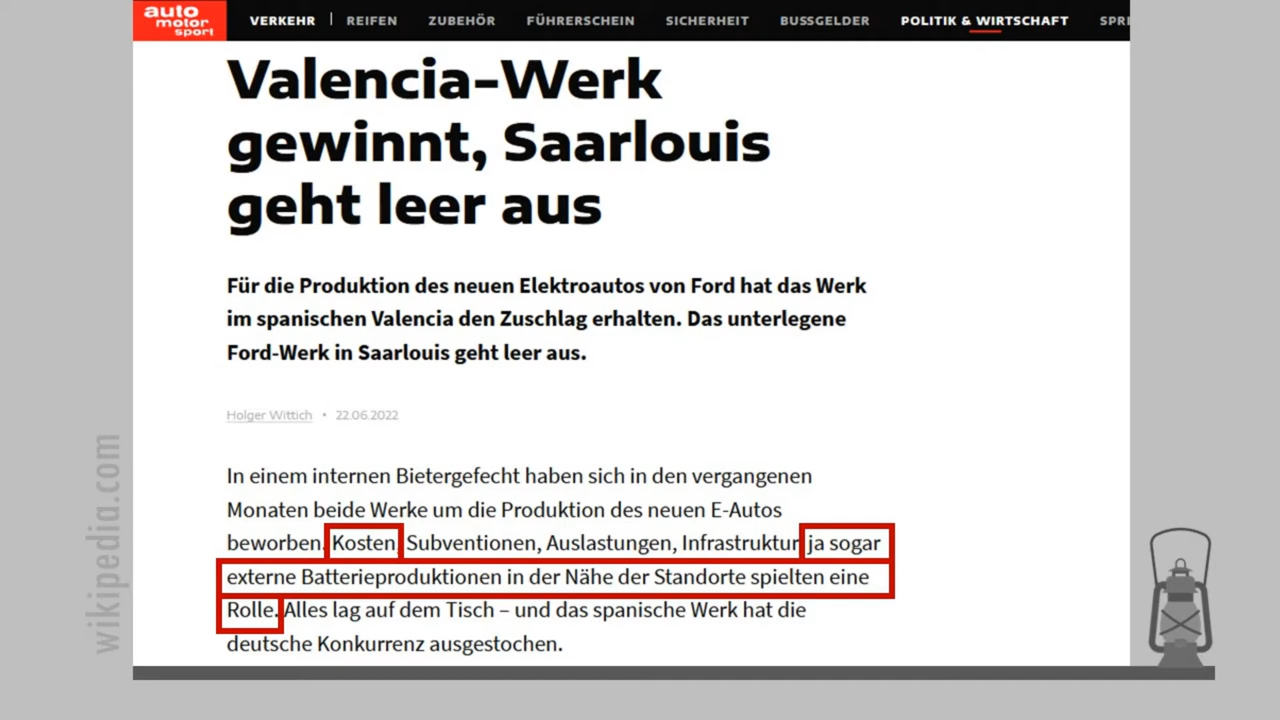 auto
motor
sport
VERKEHR | REIFEN ZUBEHÖR FÜHRERSCHEIN SICHERHEIT BUSSGELDER POLITIK & WIRTSCHAFT SPRI
Valencia-Werk
gewinnt, Saarlouis
geht leer aus
Für die Produktion des neuen Elektroautos von Ford hat das Werk
im spanischen Valencia den Zuschlag erhalten. Das unterlegene
Ford-Werk in Saarlouis geht leer aus.
Holger Wittich • 22.06.2022
In einem internen Bietergefecht haben sich in den vergangenen
Monaten beide Werke um die Produktion des neuen E-Autos
beworben. Kosten, Subventionen, Auslastungen, Infrastruktur, ja sogar
externe Batterieproduktionen in der Nähe der Standorte spielten eine
Rolle. Alles lag auf dem Tisch – und das spanische Werk hat die
deutsche Konkurrenz ausgestochen.
wikipedia.com